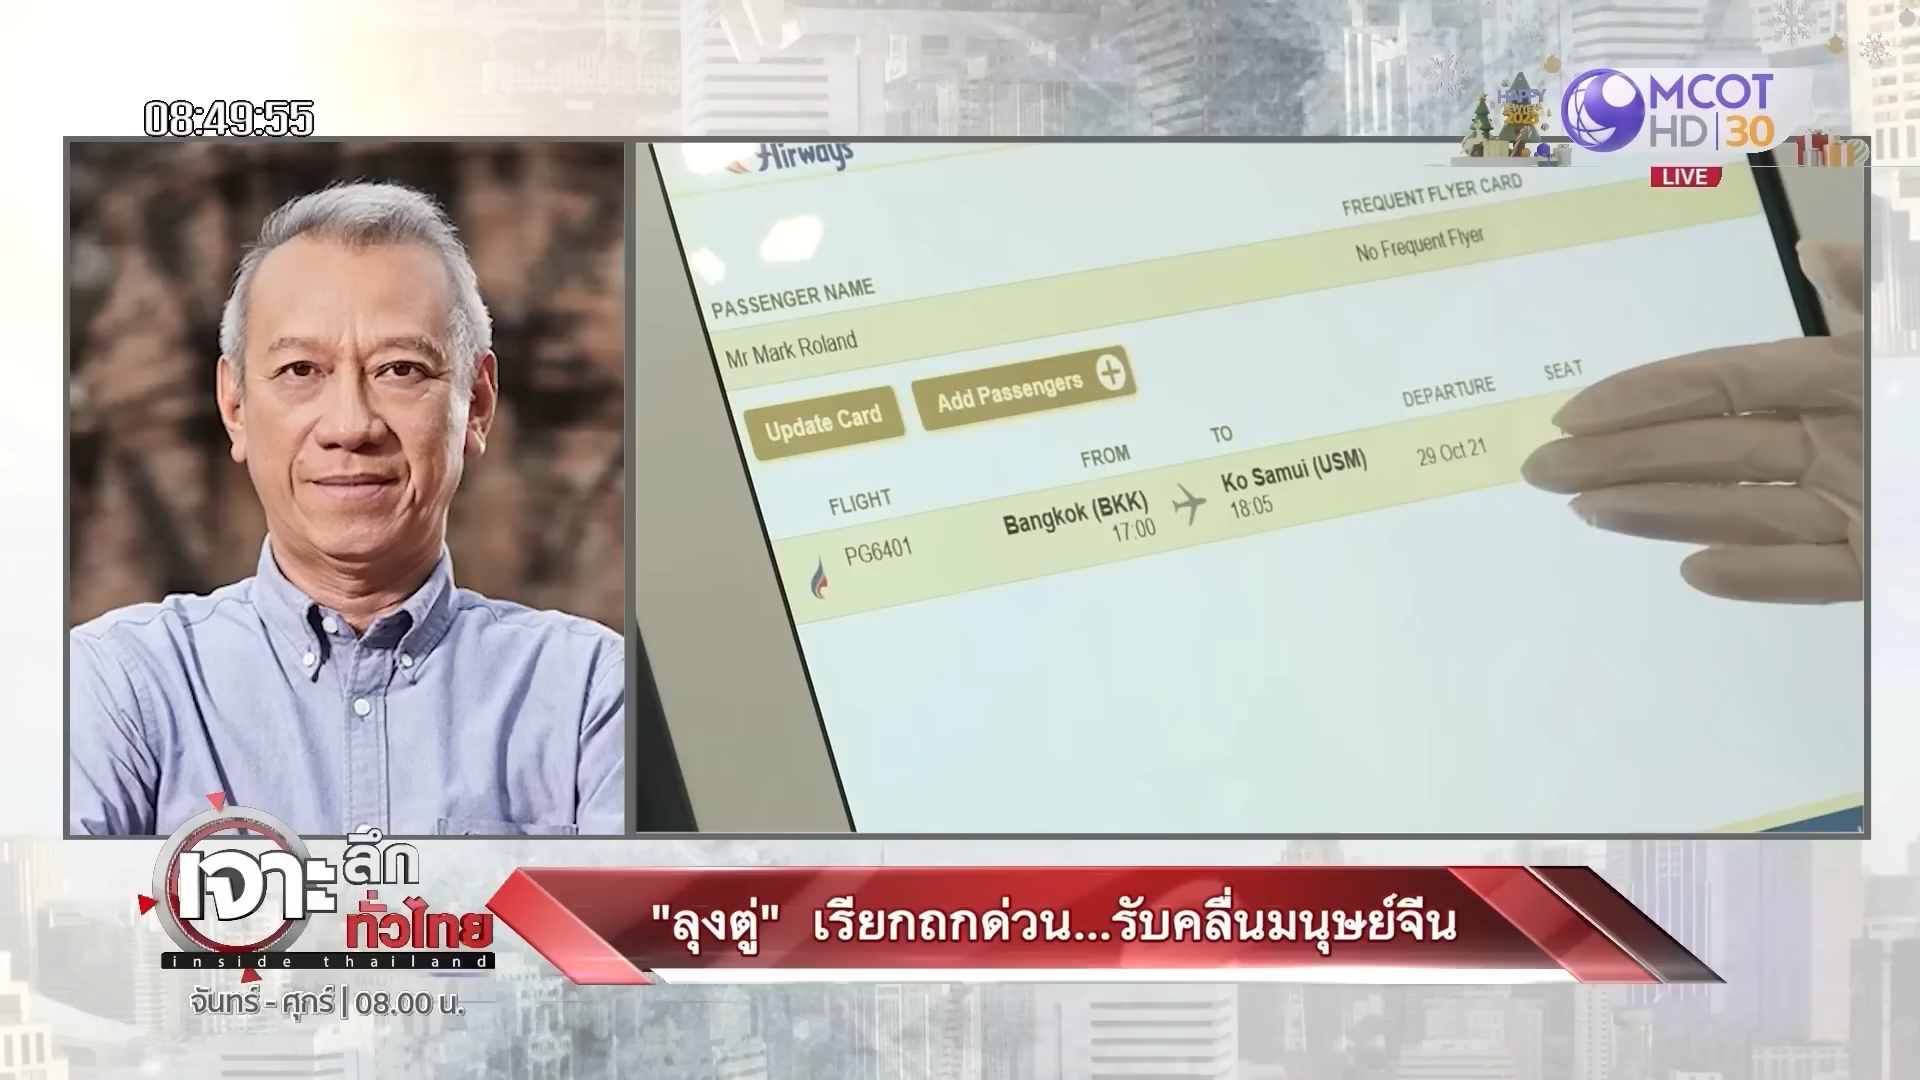 08:49:55
HAPPY
NEW YEAR
2023
MCOT
HD 30
LIVE
Airways
FREQUENT FLYER CARD
No Frequent Flyer
PASSENGER NAME
Mr Mark Roland
Update Card
Add Passengers
FLIGHT
FROM
TO
DEPARTURE
SEAT
PG6401
Bangkok (BKK)
17:00
Ko Samui (USM)
18:05
29 Oct 21
เจาะลึก
ทั่วไทย
inside thailand
จันทร์ - ศุกร์ | 08.00 น.
"ลุงตู่" เรียกถกด่วน...รับคลื่นมนุษย์จีน